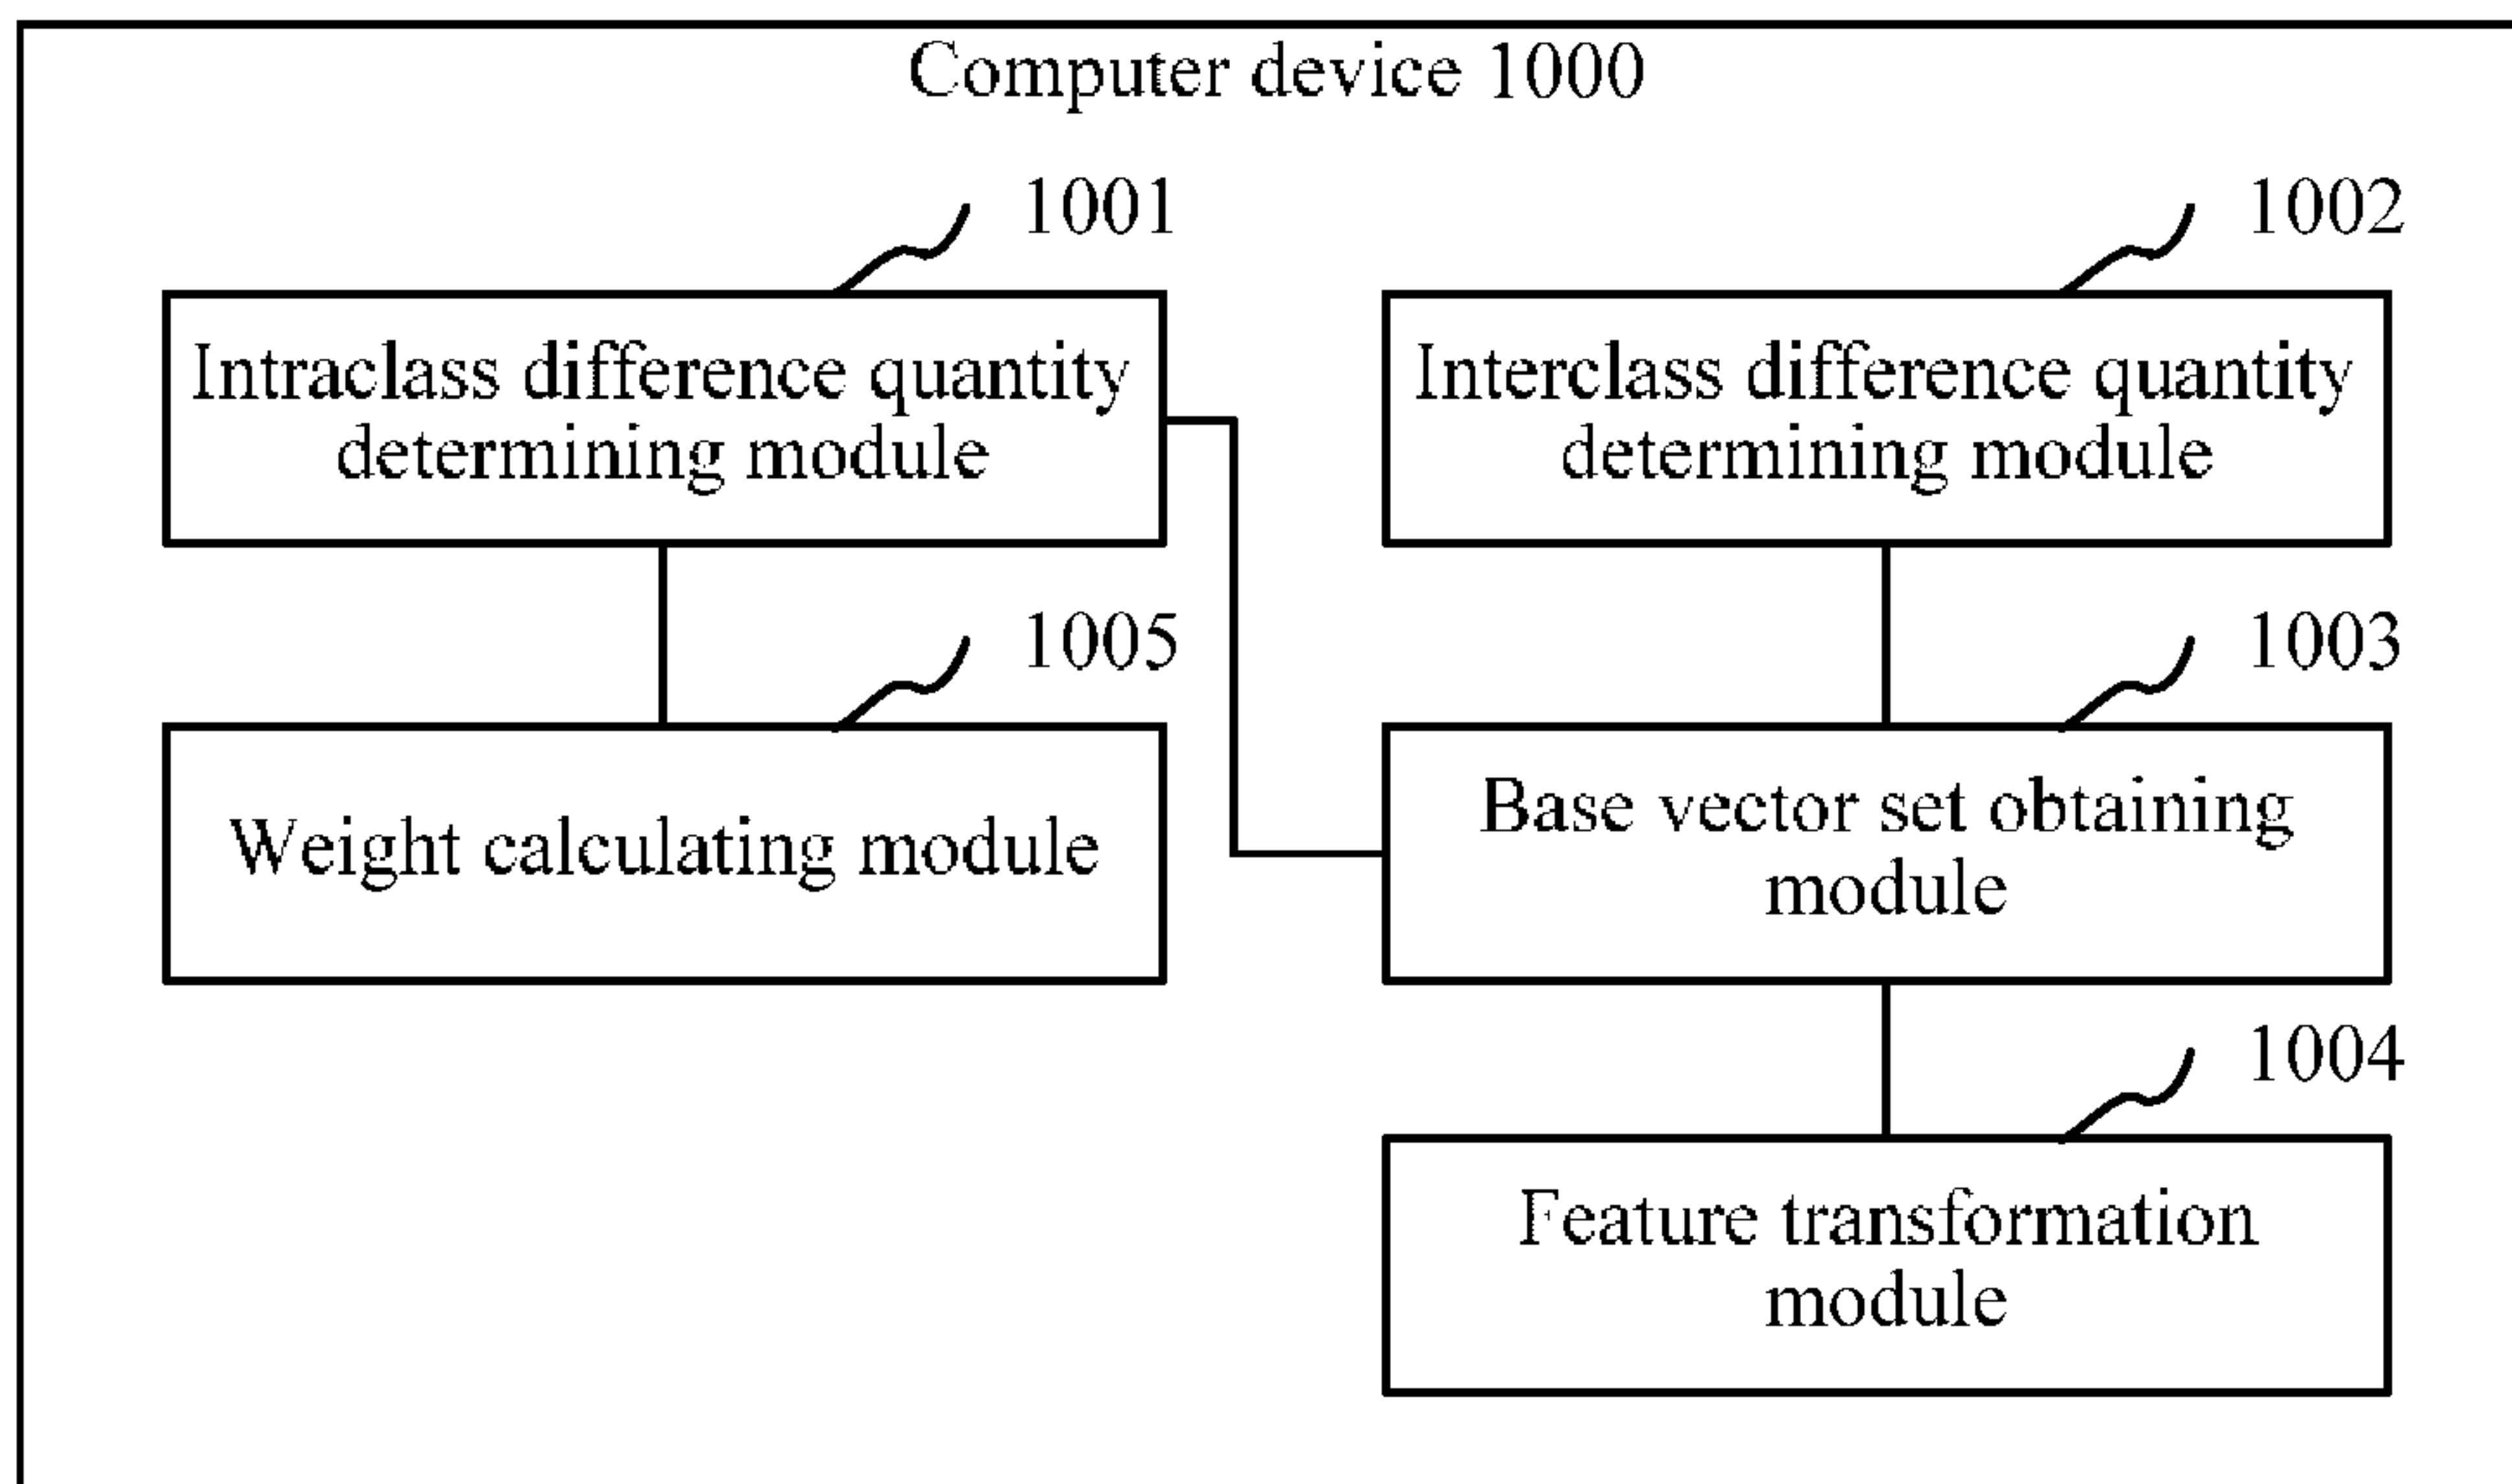 Computer device 1000
1001
1002
Intraclass difference quantity
determining module
Interclass difference quantity
determining module
1005
1003
Weight calculating module
Base vector set obtaining
module
1004
Feature transformation
module